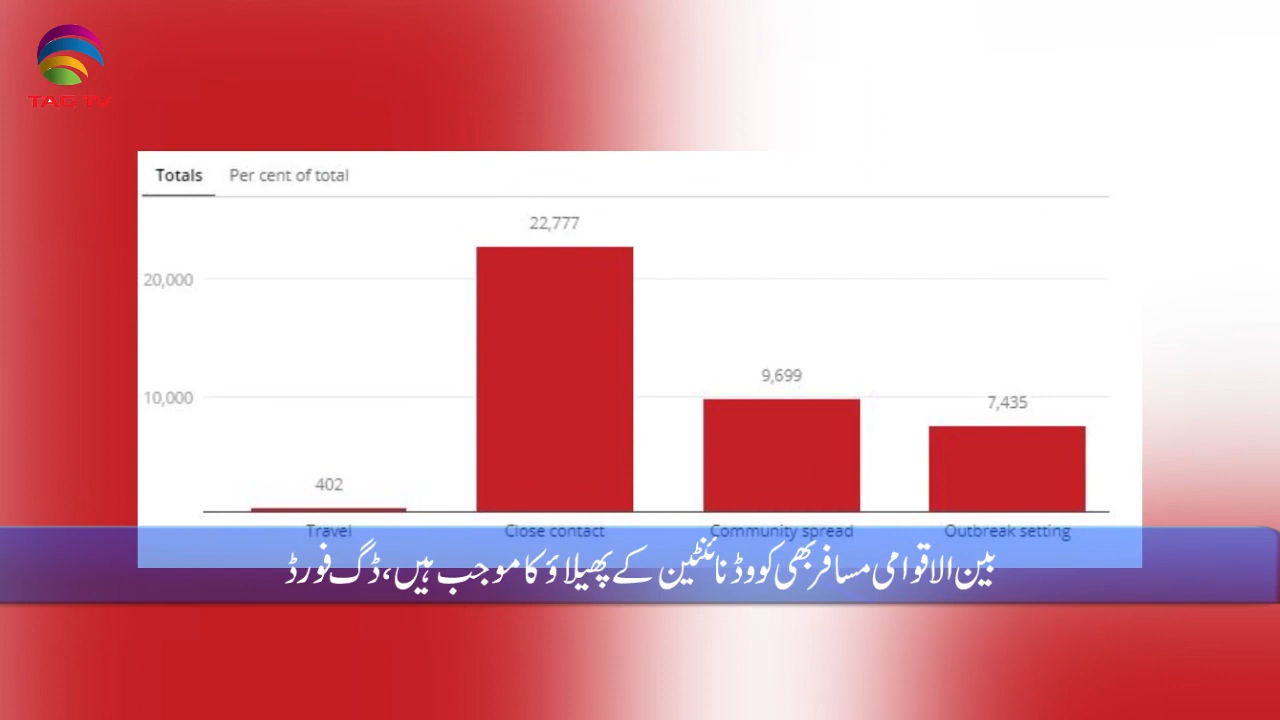 TAG TV
Totals Per cent of total
22,777
20,000
9,699
10,000
7,435
402
Travel Close contact Community spread Outbreak setting
بین الاقوامی مسافر بھی کووڈ نائنٹین کے پھیلاؤ کا موجب ہیں، ڈگ فورڈ